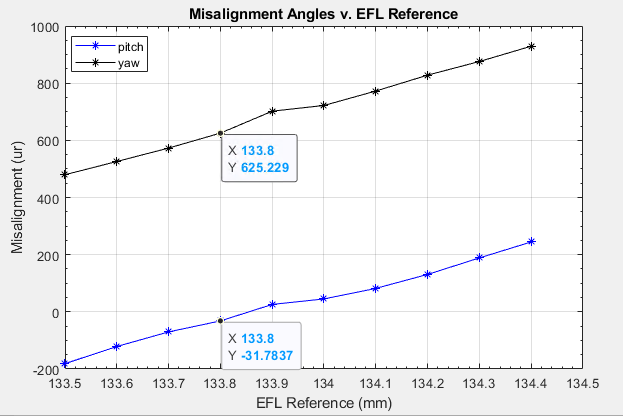 Misalignment Angles v. EFL Reference
1000
800
600
400
200
0
-200
Misalignment (ur)
pitch
yaw
X 133.8
Y 625.229
X 133.8
Y -31.7837
133.5 133.6 133.7 133.8 133.9 134 134.1 134.2 134.3 134.4 134.5
EFL Reference (mm)